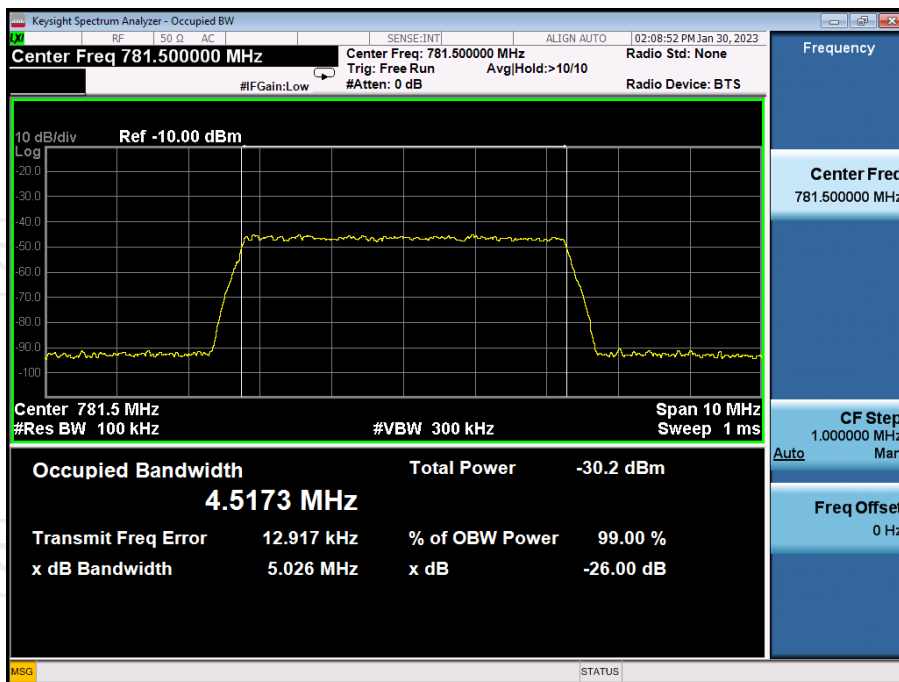 Keysight Spectrum Analyzer - Occupied BW
LXI RF 50 Ω AC SENSE:INT ALIGN AUTO 02:08:52 PM Jan 30, 2023
Center Freq 781.500000 MHz
Center Freq: 781.500000 MHz Radio Std: None
Trig: Free Run Avg|Hold:>10/10
#IFGain:Low #Atten: 0 dB Radio Device: BTS
10 dB/div Ref -10.00 dBm
Log
-20.0
-30.0
-40.0
-50.0
-60.0
-70.0
-80.0
-90.0
-100
Center 781.5 MHz Span 10 MHz
#Res BW 100 kHz #VBW 300 kHz Sweep 1 ms
Occupied Bandwidth Total Power -30.2 dBm
4.5173 MHz
Transmit Freq Error 12.917 kHz % of OBW Power 99.00 %
x dB Bandwidth 5.026 MHz x dB -26.00 dB
MSG STATUS
Frequency
Center Freq
781.500000 MHz
CF Step
1.000000 MHz
Auto Man
Freq Offset
0 Hz